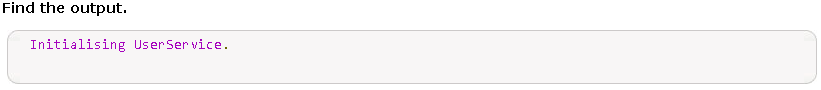 Find the output.
Initialising UserService.